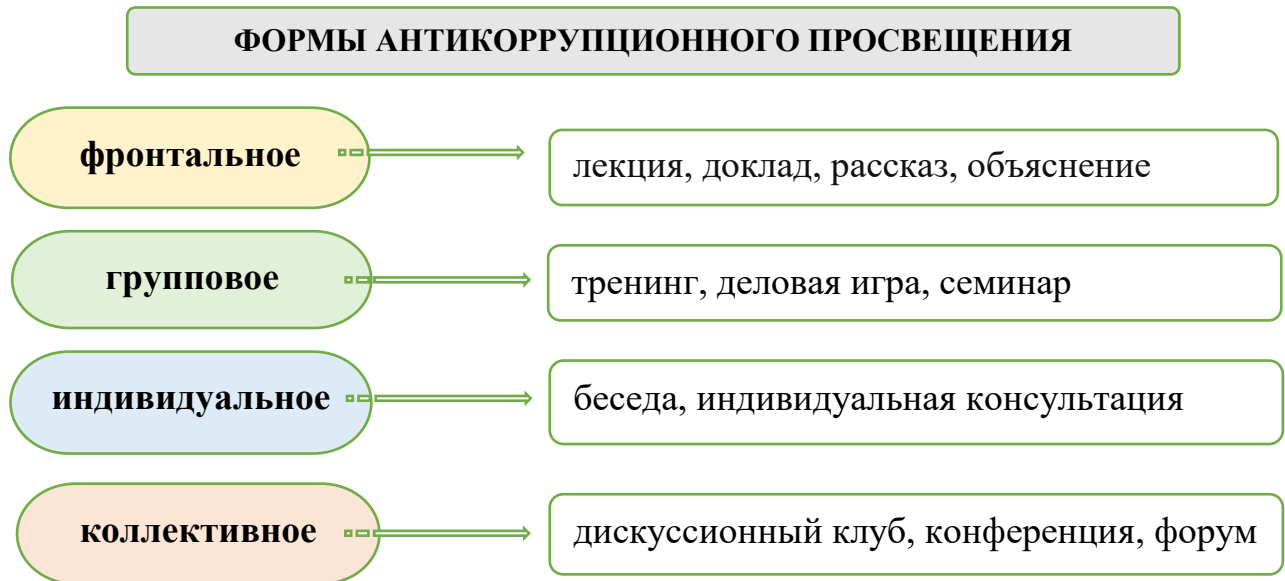 ФОРМЫ АНТИКОРРУПЦИОННОГО ПРОСВЕЩЕНИЯ
фронтальное
лекция, доклад, рассказ, объяснение
групповое
тренинг, деловая игра, семинар
индивидуальное
беседа, индивидуальная консультация
коллективное
дискуссионный клуб, конференция, форум